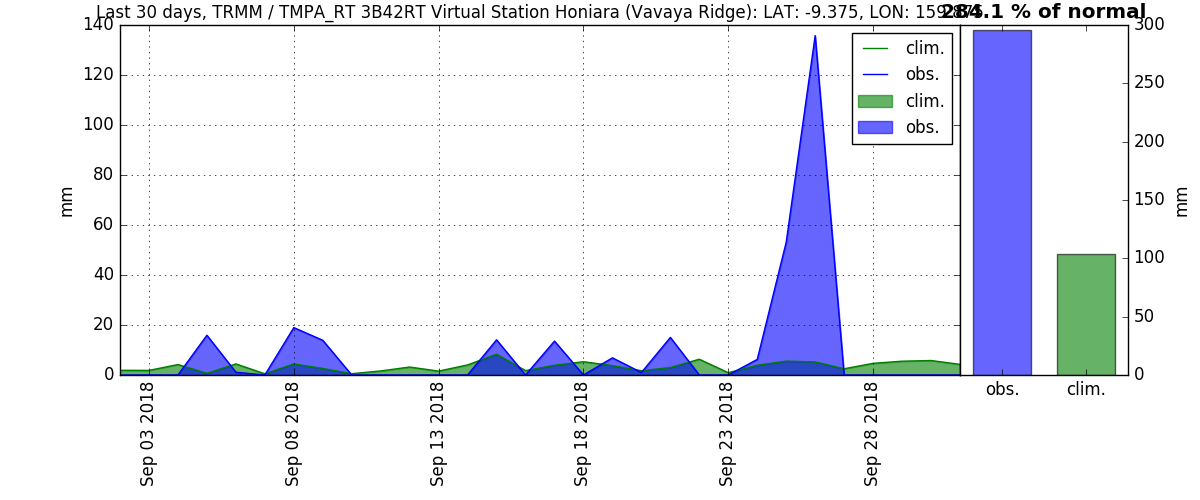 Last 30 days, TRMM / TMPA_RT 3B42RT Virtual Station Honiara (Vavaya Ridge): LAT: -9.375, LON:
284.1 % of normal
140
120
100
80
60
40
20
0
mm
clim.
obs.
clim.
obs.
300
250
200
150
100
50
0
mm
obs.
clim.
Sep 03 2018
Sep 08 2018
Sep 13 2018
Sep 18 2018
Sep 23 2018
Sep 28 2018